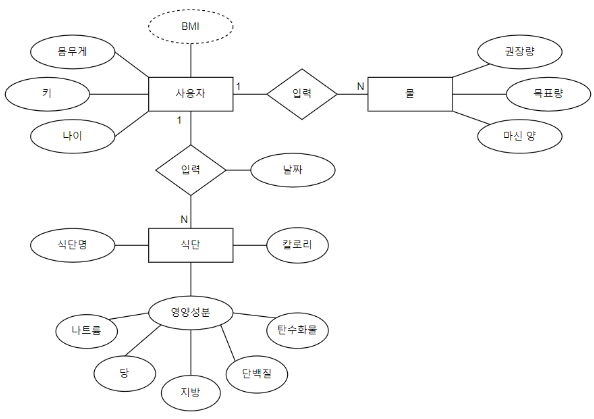 BMI
몸무게
키
나이
사용자
1
입력
N
물
권장량
목표량
마신 양
1
입력
날짜
N
식단명
식단
칼로리
영양성분
나트륨
당
지방
단백질
탄수화물